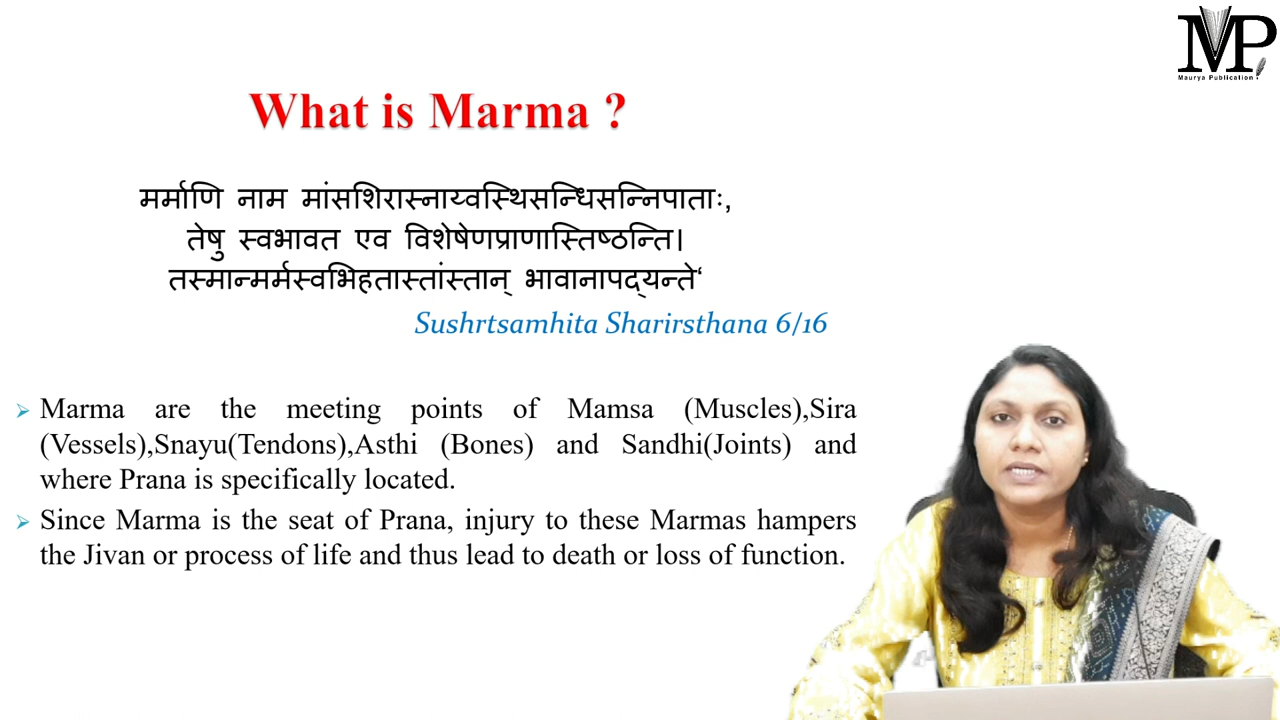 MP
Maurya Publication
What is Marma ?
मर्माणि नाम मांसशिरास्नाय्वस्थिसन्धिसन्निपाताः,
तेषु स्वभावत एव विशेषेणप्राणास्तिष्ठन्ति।
तस्मान्मर्मस्वभिहतास्तांस्तान् भावानापद्यन्ते‘
Sushrtsamhita Sharirsthana 6/16
Marma are the meeting points of Mamsa (Muscles),Sira
(Vessels),Snayu(Tendons),Asthi (Bones) and Sandhi(Joints) and
where Prana is specifically located.
Since Marma is the seat of Prana, injury to these Marmas hampers
the Jivan or process of life and thus lead to death or loss of function.